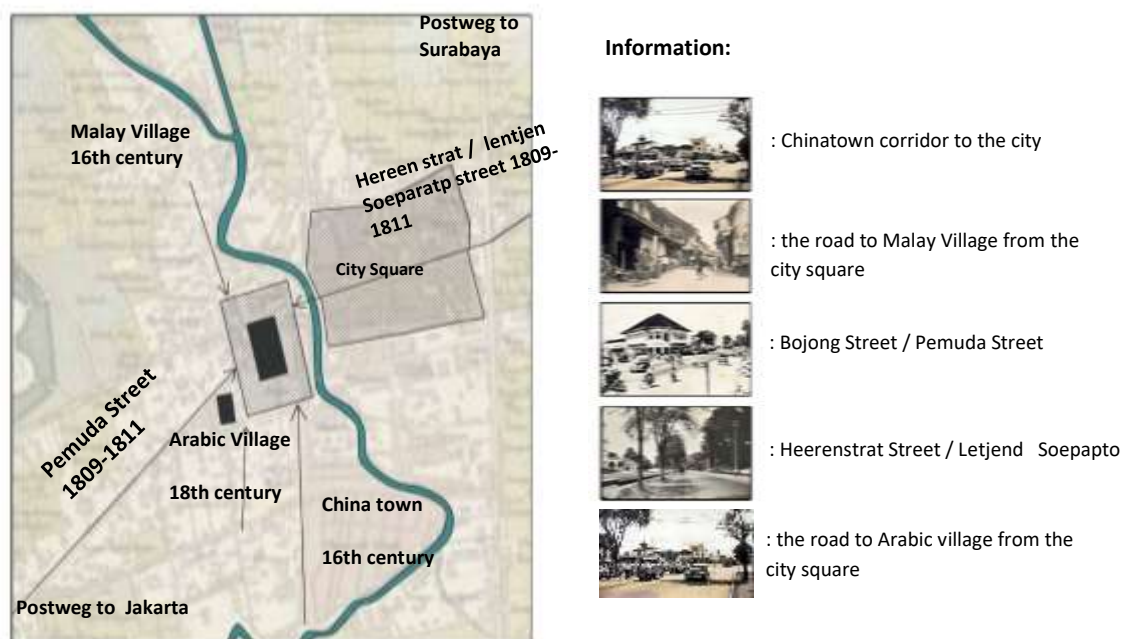 Postweg to
Surabaya
Malay Village
16th century
Hereen strat / lentjen
Soeparatp street 1809-
1811
City Square
Pemuda Street
1809-1811
Arabic Village
18th century
China town
16th century
Postweg to Jakarta
Information:
: Chinatown corridor to the city
: the road to Malay Village from the
city square
: Bojong Street / Pemuda Street
: Heerenstrat Street / Letjend Soepapto
: the road to Arabic village from the
city square